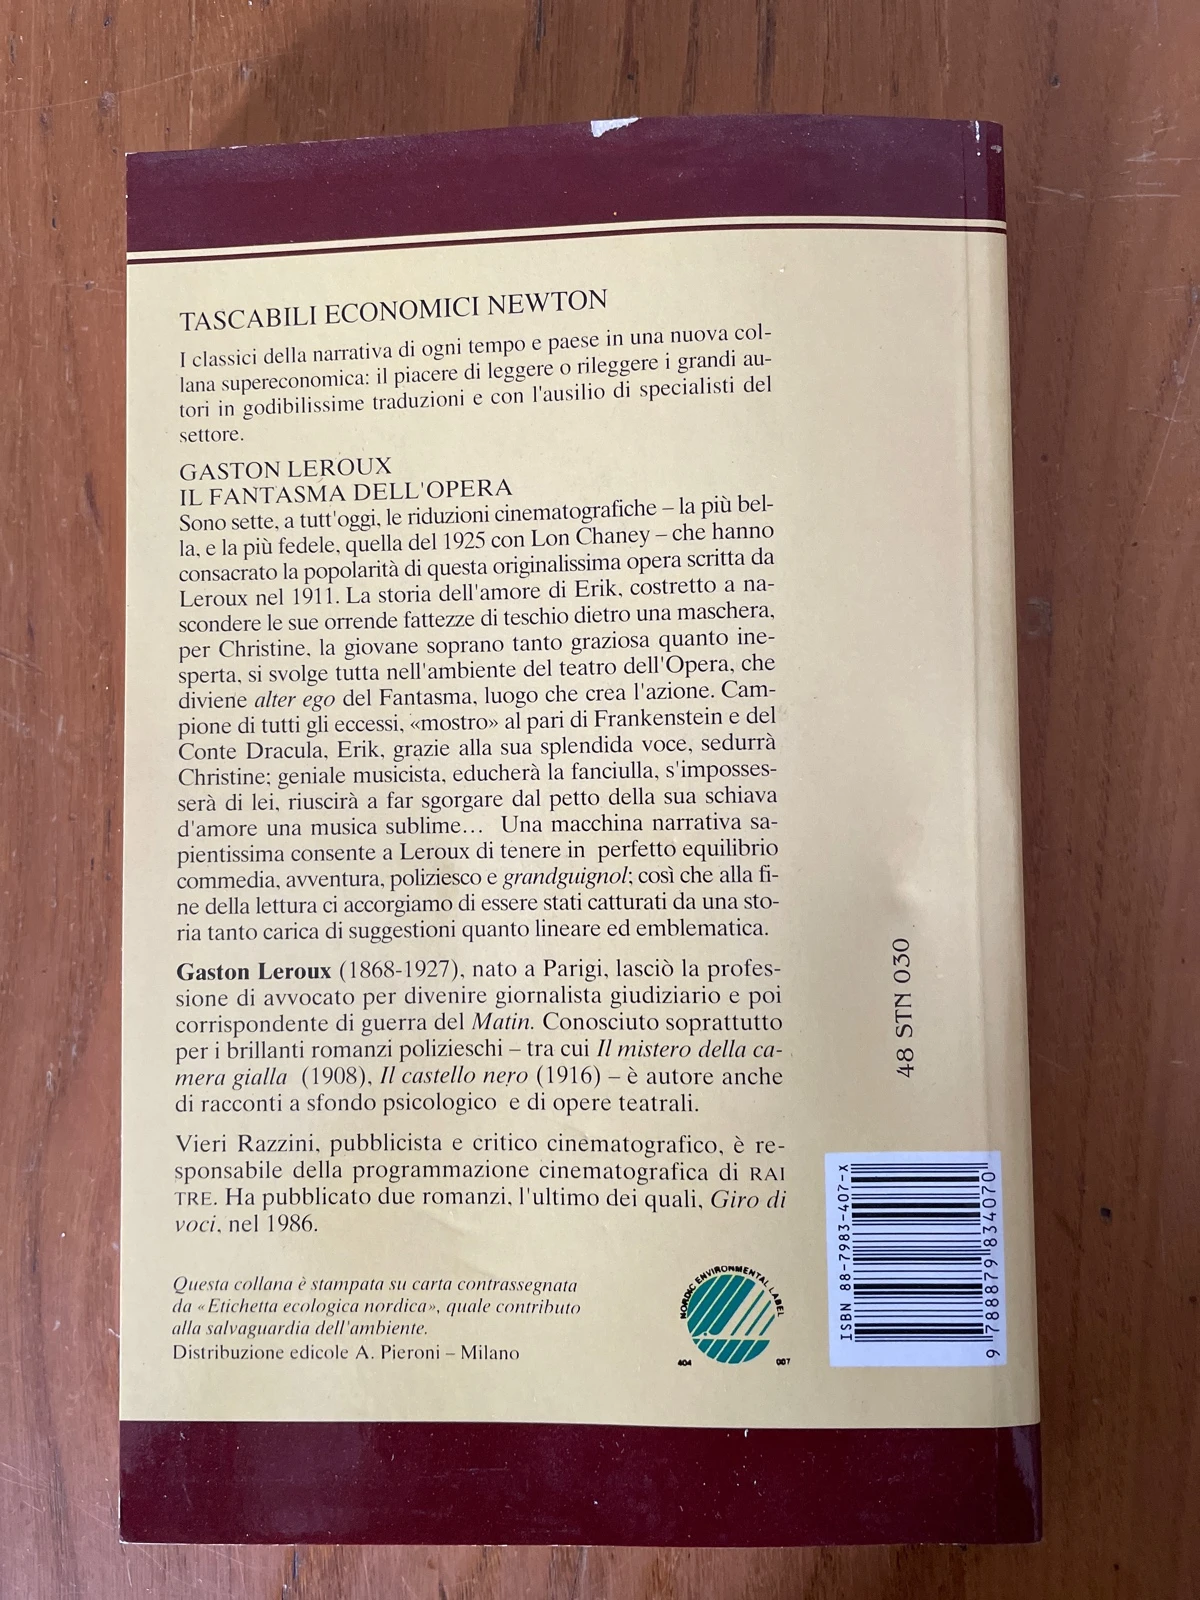 TASCABILI ECONOMICI NEWTON
I classici della narrativa di ogni tempo e paese in una nuova col-
lana supereconomica: il piacere di leggere o rileggere i grandi au-
tori in godibilissime traduzioni e con l'ausilio di specialisti del
settore.
GASTON LEROUX
IL FANTASMA DELL'OPERA
Sono sette, a tutt'oggi, le riduzioni cinematografiche – la più bel-
la, e la più fedele, quella del 1925 con Lon Chaney – che hanno
consacrato la popolarità di questa originalissima opera scritta da
Leroux nel 1911. La storia dell'amore di Erik, costretto a na-
scondere le sue orrende fattezze di teschio dietro una maschera,
per Christine, la giovane soprano tanto graziosa quanto ine-
sperta, si svolge tutta nell'ambiente del teatro dell'Opera, che
diviene alter ego del Fantasma, luogo che crea l'azione. Cam-
pione di tutti gli eccessi, «mostro» al pari di Frankenstein e del
Conte Dracula, Erik, grazie alla sua splendida voce, sedurrà
Christine; geniale musicista, educherà la fanciulla, s'imposses-
serà di lei, riuscirà a far sgorgare dal petto della sua schiava
d'amore una musica sublime... Una macchina narrativa sa-
pientissima consente a Leroux di tenere in perfetto equilibrio
commedia, avventura, poliziesco e grandguignol; così che alla fi-
ne della lettura ci accorgiamo di essere stati catturati da una sto-
ria tanto carica di suggestioni quanto lineare ed emblematica.
Gaston Leroux (1868-1927), nato a Parigi, lasciò la profes-
sione di avvocato per divenire giornalista giudiziario e poi
corrispondente di guerra del Matin. Conosciuto soprattutto
per i brillanti romanzi polizieschi – tra cui Il mistero della ca-
mera gialla (1908), Il castello nero (1916) – è autore anche
di racconti a sfondo psicologico e di opere teatrali.
Vieri Razzini, pubblicista e critico cinematografico, è re-
sponsabile della programmazione cinematografica di RAI
TRE. Ha pubblicato due romanzi, l'ultimo dei quali, Giro di
voci, nel 1986.
Questa collana è stampata su carta contrassegnata
da «Etichetta ecologica nordica», quale contributo
alla salvaguardia dell'ambiente.
Distribuzione edicole A. Pieroni – Milano
NORDIC ENVIRONMENTAL LABEL
404 007
48 STN 030
ISBN 88-7983-407-X
9 788879 834070